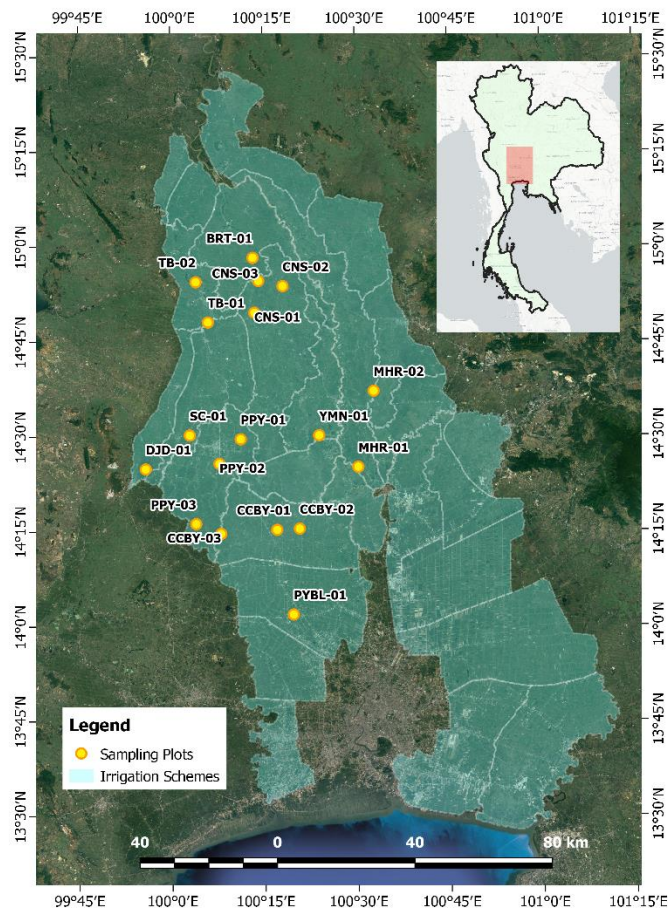 99°45'E 100°0'E 100°15'E 100°30'E 100°45'E 101°0'E 101°15'E
15°30'N 15°30'N
15°15'N 15°15'N
15°0'N 15°0'N
14°45'N 14°45'N
14°30'N 14°30'N
14°15'N 14°15'N
14°0'N 14°0'N
13°45'N 13°45'N
13°30'N 13°30'N
BRT-01
TB-02
CNS-03
CNS-02
TB-01
CNS-01
MHR-02
SC-01
PPY-01
YMN-01
DJD-01
PPY-02
MHR-01
PPY-03
CCBY-01
CCBY-02
CCBY-03
PYBL-01
Legend
Sampling Plots
Irrigation Schemes
40 0 40 80 km
99°45'E 100°0'E 100°15'E 100°30'E 100°45'E 101°0'E 101°15'E